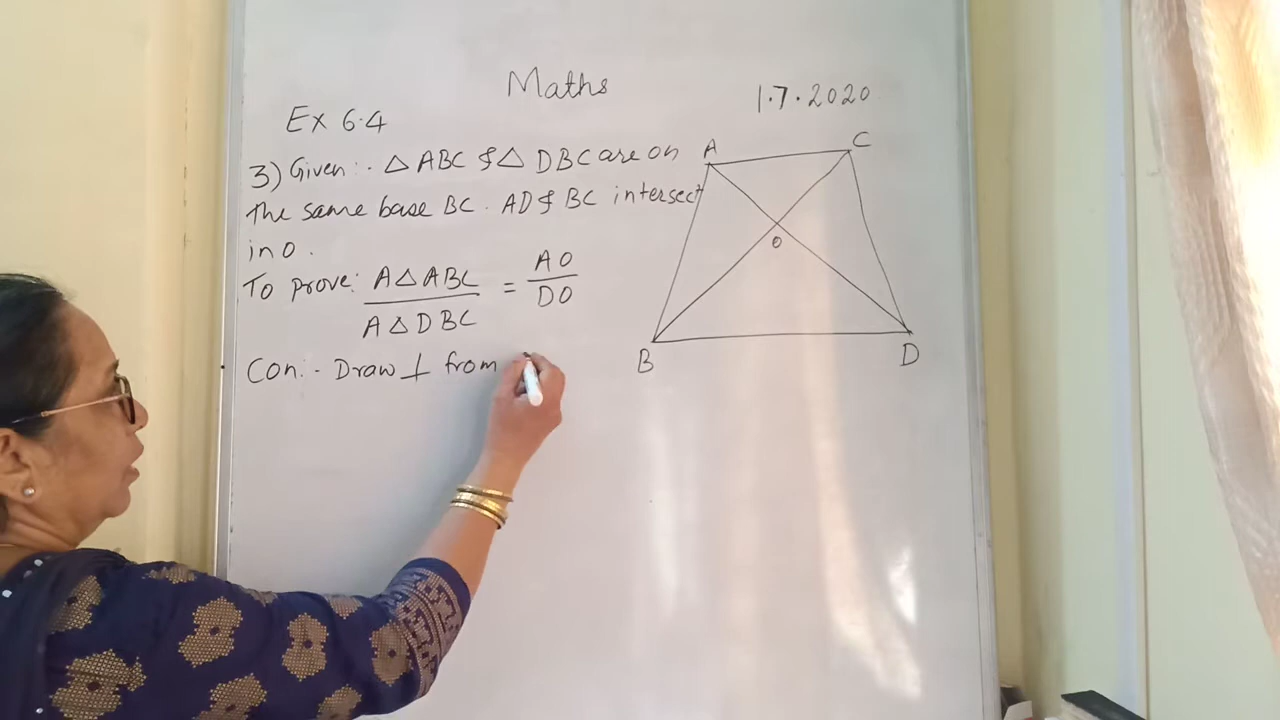 Maths
1.7.2020
Ex 6.4
3) Given:- △ ABC & △ DBC are on
the same base BC. AD & BC intersect
in O.
To prove: A△ABC / A△DBC = AO / DO
Con:- Draw ⊥ from
A
C
O
B
D